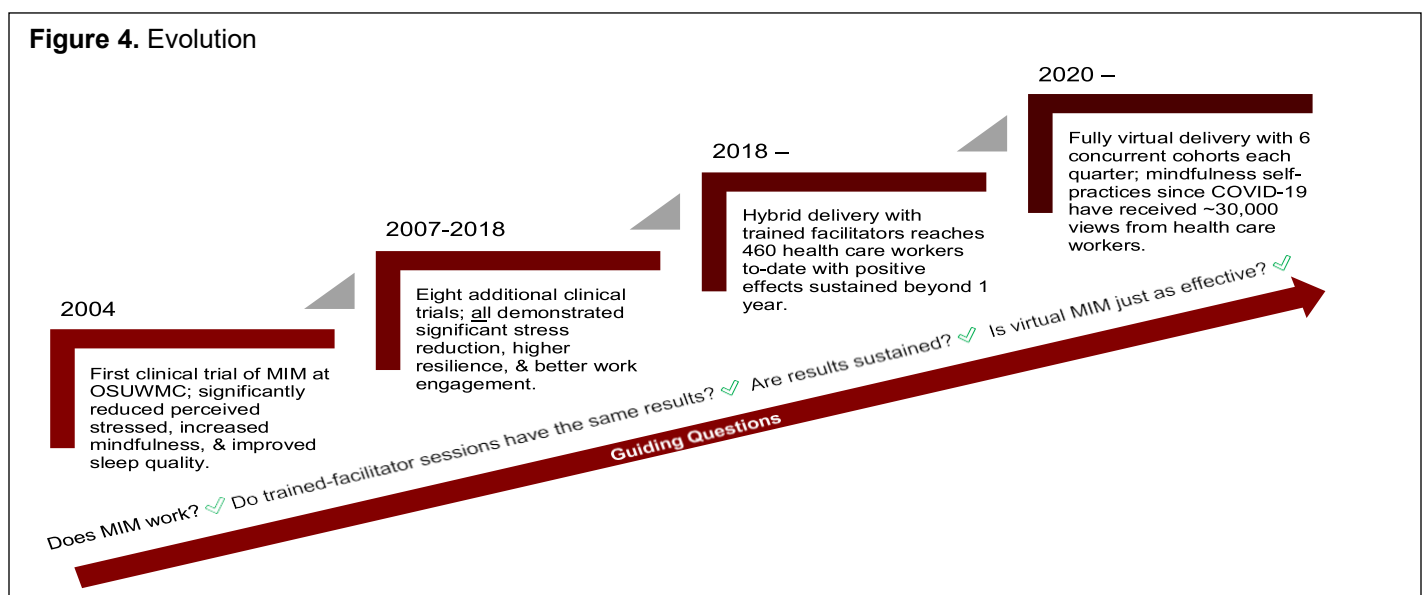 Figure 4. Evolution
2004
First clinical trial of MIM at
OSUWMC; significantly
reduced perceived
stressed, increased
mindfulness, & improved
sleep quality.
2007-2018
Eight additional clinical
trials; all demonstrated
significant stress
reduction, higher
resilience, & better work
engagement.
2018 –
Hybrid delivery with
trained facilitators reaches
460 health care workers
to-date with positive
effects sustained beyond 1
year.
2020 –
Fully virtual delivery with 6
concurrent cohorts each
quarter; mindfulness self-
practices since COVID-19
have received ~30,000
views from health care
workers.
Does MIM work? ✓ Do trained-facilitator sessions have the same results? ✓ Are results sustained? ✓ Is virtual MIM just as effective? ✓
Guiding Questions